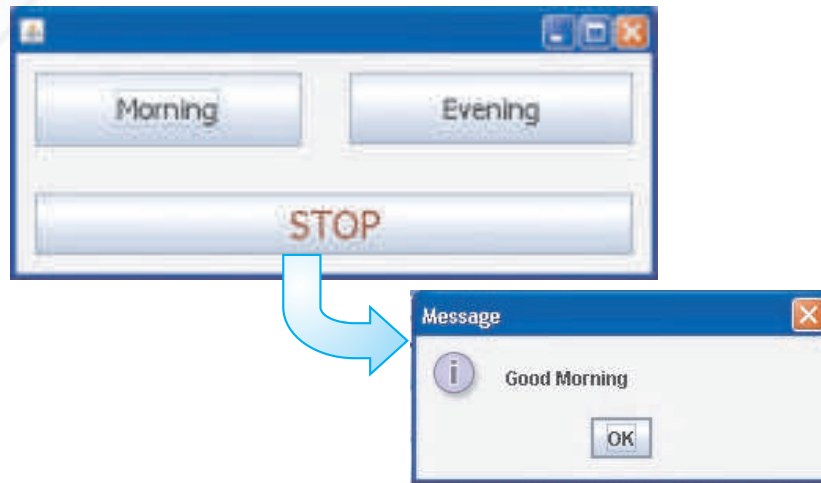 Morning
Evening
STOP
Message
i
Good Morning
OK